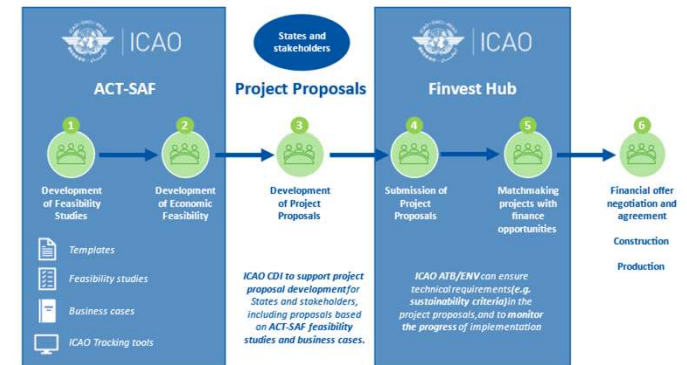 ICAO
ACT-SAF
States and
stakeholders
Project Proposals
ICAO
Finvest Hub
1
Development
of Feasibility
Studies
2
Development
of Economic
Feasibility
3
Development
of Project
Proposals
4
Submission of
Project
Proposals
5
Matchmaking
projects with
finance
opportunities
6
Financial offer
negotiation and
agreement
Construction
Production
Templates
Feasibility studies
Business cases
ICAO Tracking tools
ICAO CDI to support project
proposal developmentfor
States and stakeholders,
including proposals based
on ACT-SAF feasibility
studies and business cases.
ICAO ATB/ENV can ensure
technical requirements(e.g.
sustainability criteria)in the
project proposals,and to monitor
the progress of implementation